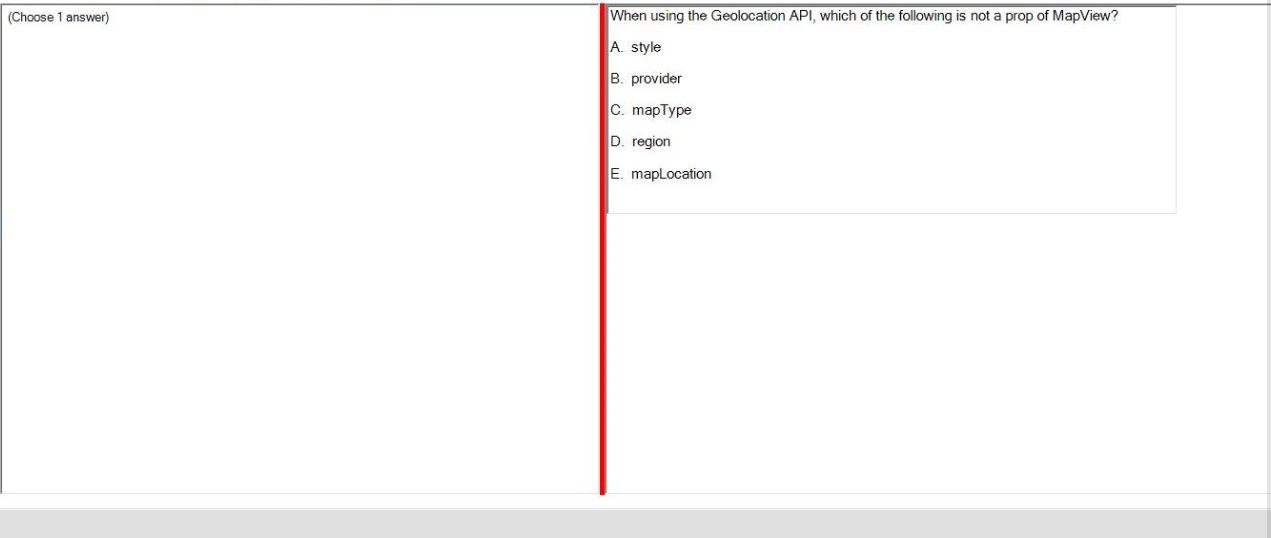 (Choose 1 answer)
When using the Geolocation API, which of the following is not a prop of MapView?
A. style
B. provider
C. mapType
D. region
E. mapLocation